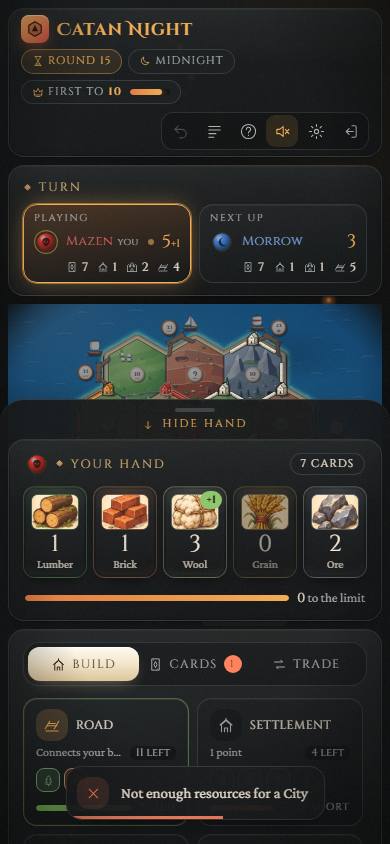 CATAN NIGHT
ROUND 15
MIDNIGHT
FIRST TO 10
TURN
PLAYING
MAZEN YOU 5+1
7 1 2 4
NEXT UP
MORROW 3
7 1 1 5
HIDE HAND
YOUR HAND
7 CARDS
+1
1 1 3 0 2
Lumber Brick Wool Grain Ore
0 to the limit
BUILD
CARDS 1
TRADE
ROAD
Connects your b... 11 LEFT
SETTLEMENT
1 point 4 LEFT
Not enough resources for a City